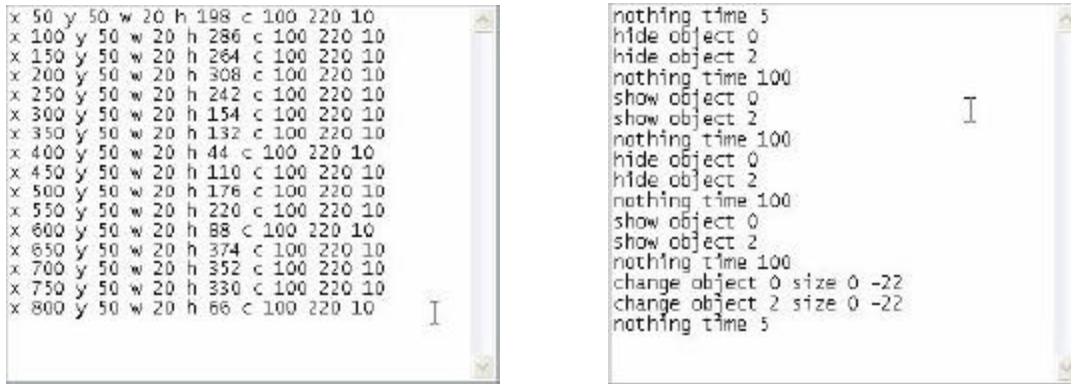 x 50 y 50 w 20 h 198 c 100 220 10
x 100 y 50 w 20 h 286 c 100 220 10
x 150 y 50 w 20 h 264 c 100 220 10
x 200 y 50 w 20 h 308 c 100 220 10
x 250 y 50 w 20 h 242 c 100 220 10
x 300 y 50 w 20 h 154 c 100 220 10
x 350 y 50 w 20 h 132 c 100 220 10
x 400 y 50 w 20 h 44 c 100 220 10
x 450 y 50 w 20 h 110 c 100 220 10
x 500 y 50 w 20 h 176 c 100 220 10
x 550 y 50 w 20 h 220 c 100 220 10
x 600 y 50 w 20 h 88 c 100 220 10
x 650 y 50 w 20 h 374 c 100 220 10
x 700 y 50 w 20 h 352 c 100 220 10
x 750 y 50 w 20 h 330 c 100 220 10
x 800 y 50 w 20 h 66 c 100 220 10
nothing time 5
hide object 0
hide object 2
nothing time 100
show object 0
show object 2
nothing time 100
hide object 0
hide object 2
nothing time 100
show object 0
show object 2
nothing time 100
change object 0 size 0 -22
change object 2 size 0 -22
nothing time 5